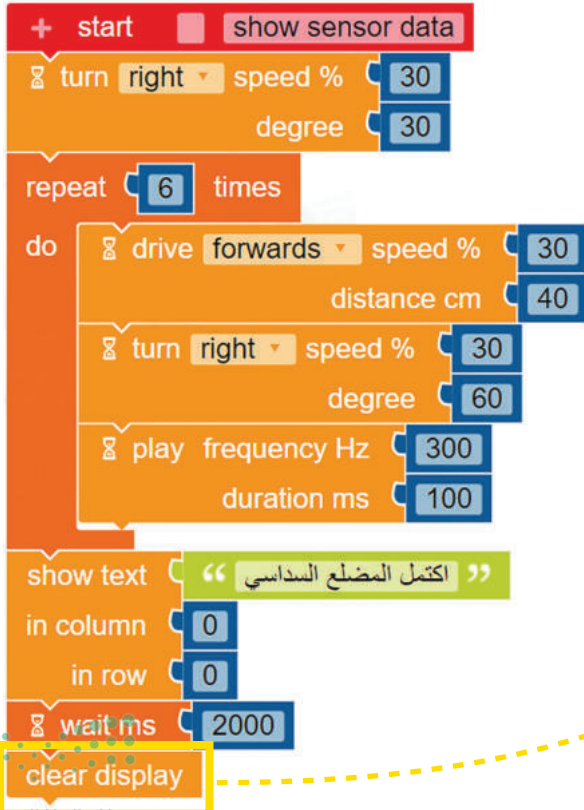 + start show sensor data
turn right speed % 30
degree 30
repeat 6 times
do drive forwards speed % 30
distance cm 40
turn right speed % 30
degree 60
play frequency Hz 300
duration ms 100
show text “ اكتمل المضلع السداسي ”
in column 0
in row 0
wait ms 2000
clear display